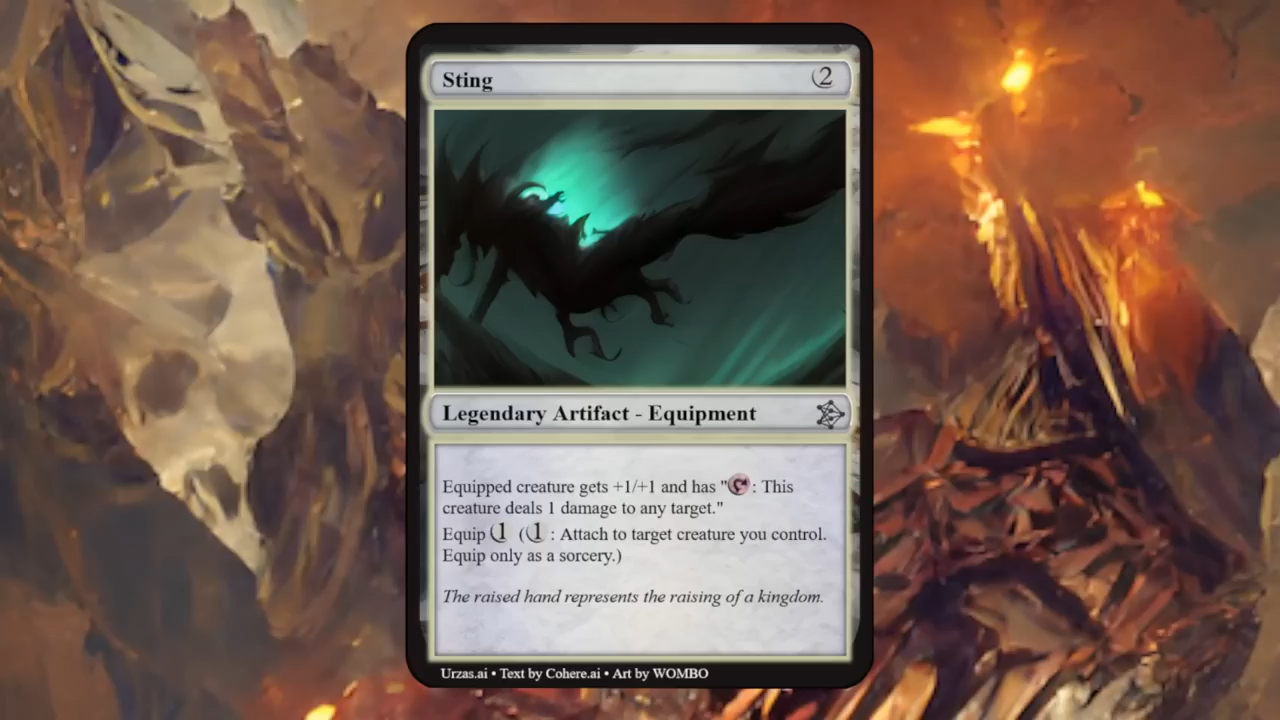 Sting 2
Legendary Artifact - Equipment
Equipped creature gets +1/+1 and has " : This
creature deals 1 damage to any target."
Equip 1 (1 : Attach to target creature you control.
Equip only as a sorcery.)
The raised hand represents the raising of a kingdom.
Urzas.ai • Text by Cohere.ai • Art by WOMBO